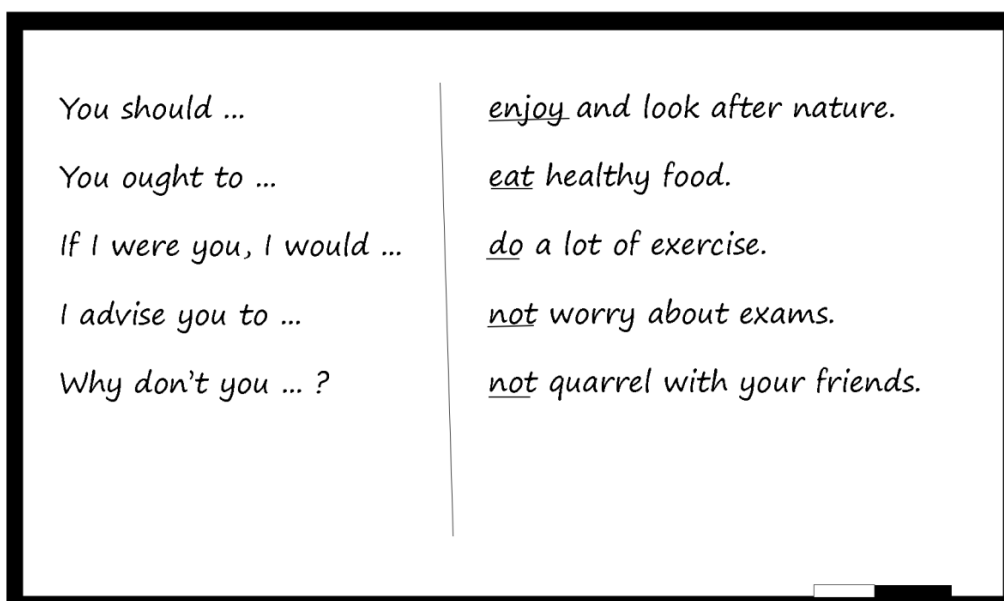 You should ...
You ought to ...
If I were you, I would ...
I advise you to ...
Why don't you ... ?
enjoy and look after nature.
eat healthy food.
do a lot of exercise.
not worry about exams.
not quarrel with your friends.